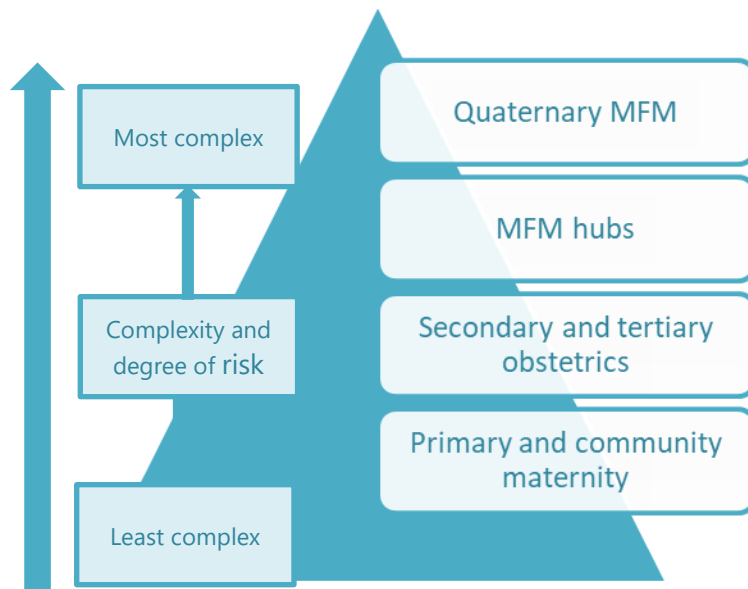 Most complex
Complexity and
degree of risk
Least complex
Quaternary MFM
MFM hubs
Secondary and tertiary
obstetrics
Primary and community
maternity